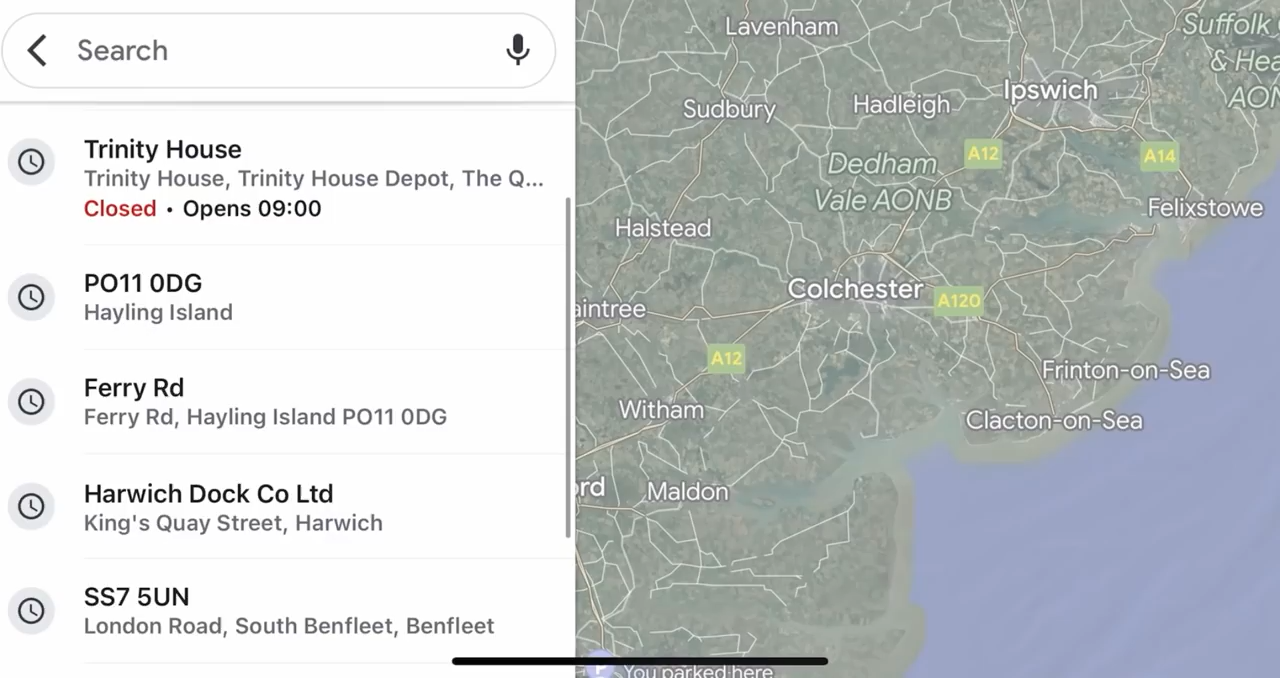 Search
Trinity House
Trinity House, Trinity House Depot, The Q...
Closed • Opens 09:00
PO11 0DG
Hayling Island
Ferry Rd
Ferry Rd, Hayling Island PO11 0DG
Harwich Dock Co Ltd
King's Quay Street, Harwich
SS7 5UN
London Road, South Benfleet, Benfleet
Lavenham
Suffolk
& Hea
AON
Ipswich
Sudbury
Hadleigh
A12
A14
Dedham
Vale AONB
Felixstowe
Halstead
Colchester
A120
aintree
A12
Frinton-on-Sea
Witham
Clacton-on-Sea
ord
Maldon
P
You parked here